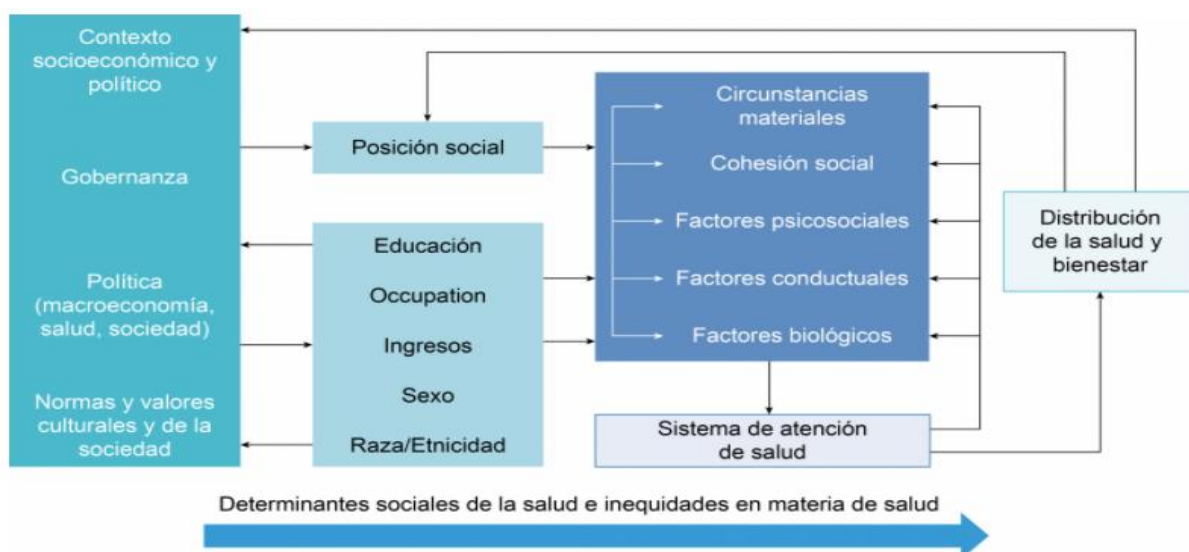 Contexto
socioeconómico y
político
Gobernanza
Política
(macroeconomía,
salud, sociedad)
Normas y valores
culturales y de la
sociedad
Posición social
Educación
Occupation
Ingresos
Sexo
Raza/Etnicidad
Circunstancias
materiales
Cohesión social
Factores psicosociales
Factores conductuales
Factores biológicos
Sistema de atención
de salud
Distribución
de la salud y
bienestar
Determinantes sociales de la salud e inequidades en materia de salud